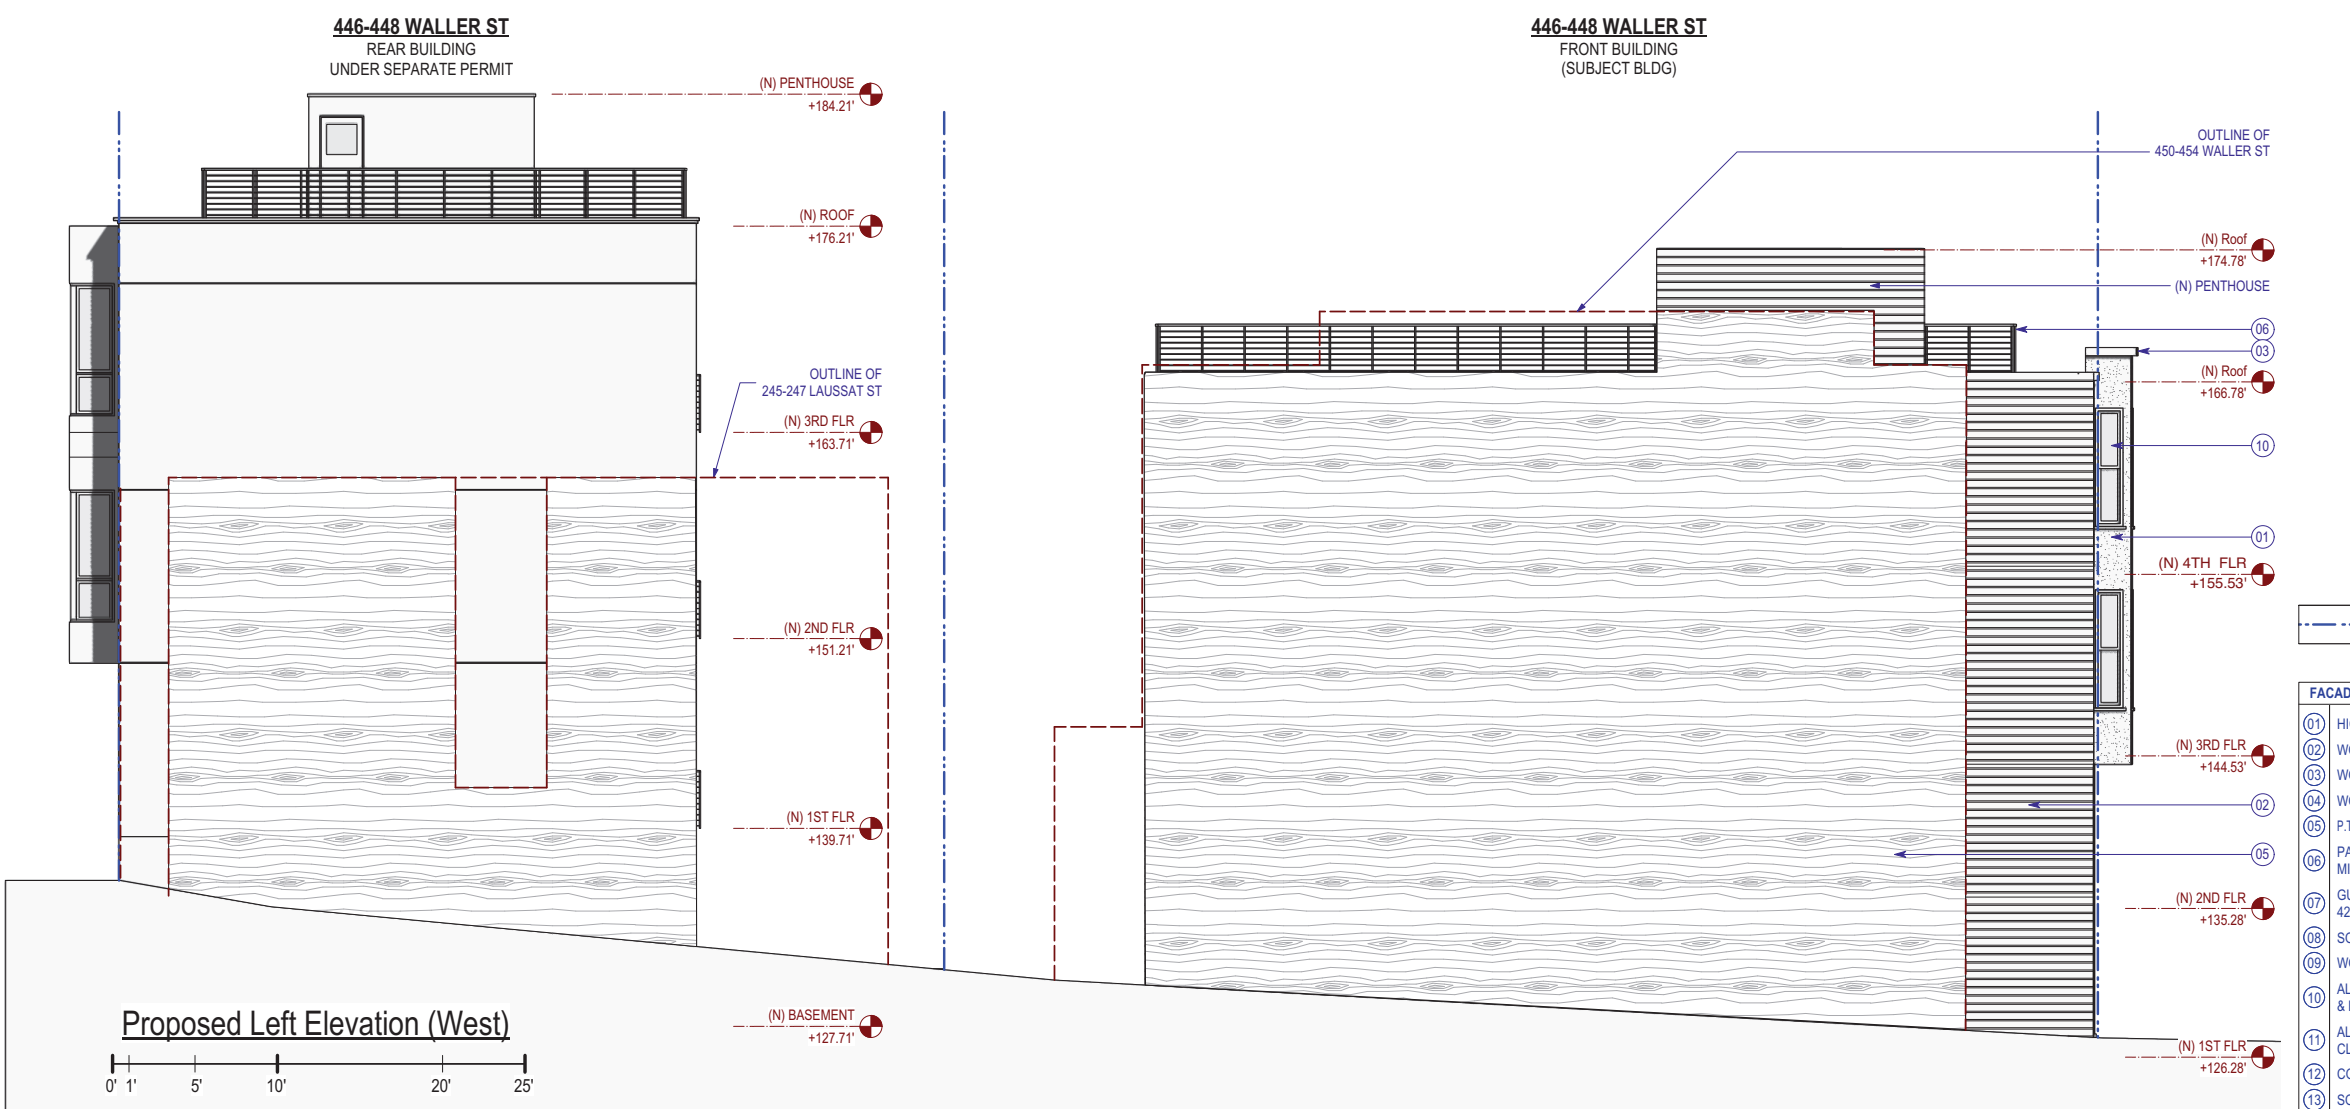 446-448 WALLER ST
REAR BUILDING
UNDER SEPARATE PERMIT
446-448 WALLER ST
FRONT BUILDING
(SUBJECT BLDG)
(N) PENTHOUSE
+184.21'
(N) ROOF
+176.21'
OUTLINE OF
245-247 LAUSSAT ST
(N) 3RD FLR
+163.71'
(N) 2ND FLR
+151.21'
(N) 1ST FLR
+139.71'
(N) BASEMENT
+127.71'
OUTLINE OF
450-454 WALLER ST
(N) Roof
+174.78'
(N) PENTHOUSE
06
03
(N) Roof
+166.78'
10
01
(N) 4TH FLR
+155.53'
(N) 3RD FLR
+144.53'
02
05
(N) 2ND FLR
+135.28'
(N) 1ST FLR
+126.28'
Proposed Left Elevation (West)
0' 1' 5' 10' 20' 25'
01
02
03
04
05
06
07
42
08
09
10
&
11
12
13